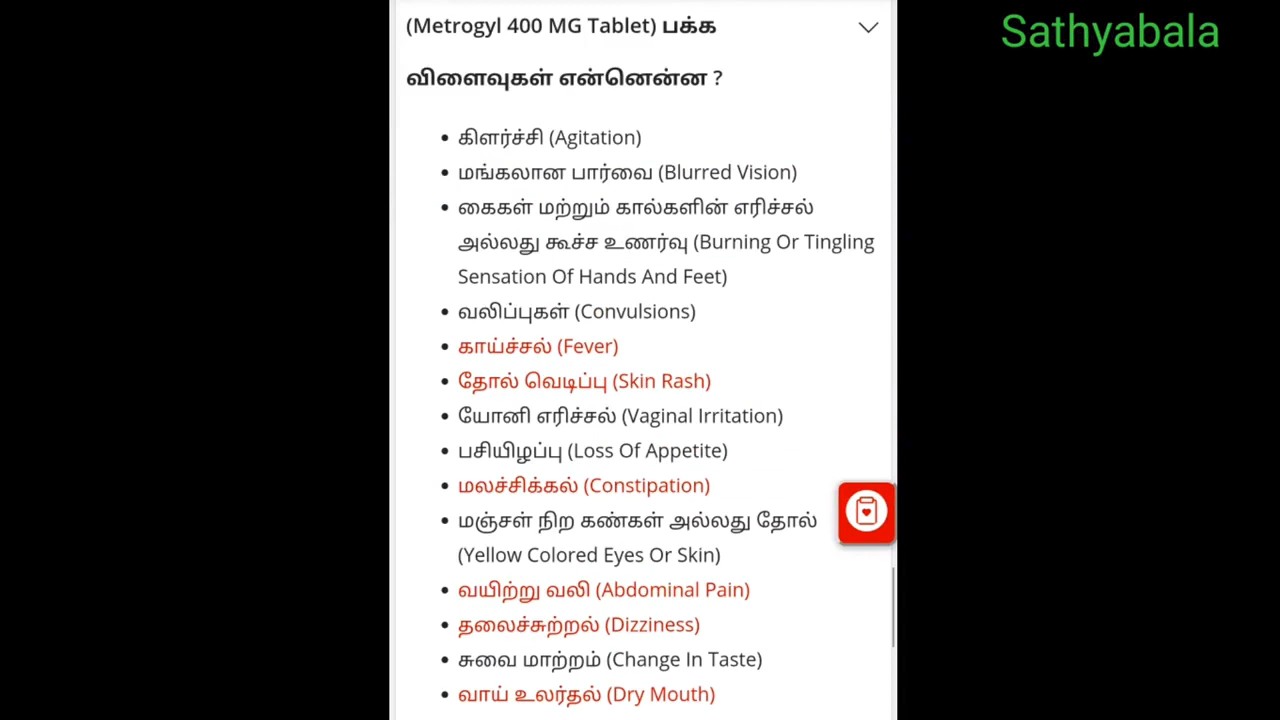 Sathyabala
(Metrogyl 400 MG Tablet) பக்க
விளைவுகள் என்னென்ன ?
கிளர்ச்சி (Agitation)
மங்கலான பார்வை (Blurred Vision)
கைகள் மற்றும் கால்களின் எரிச்சல்
அல்லது கூச்ச உணர்வு (Burning Or Tingling
Sensation Of Hands And Feet)
வலிப்புகள் (Convulsions)
காய்ச்சல் (Fever)
தோல் வெடிப்பு (Skin Rash)
யோனி எரிச்சல் (Vaginal Irritation)
பசியிழப்பு (Loss Of Appetite)
மலச்சிக்கல் (Constipation)
மஞ்சள் நிற கண்கள் அல்லது தோல்
(Yellow Colored Eyes Or Skin)
வயிற்று வலி (Abdominal Pain)
தலைச்சுற்றல் (Dizziness)
சுவை மாற்றம் (Change In Taste)
வாய் உலர்தல் (Dry Mouth)